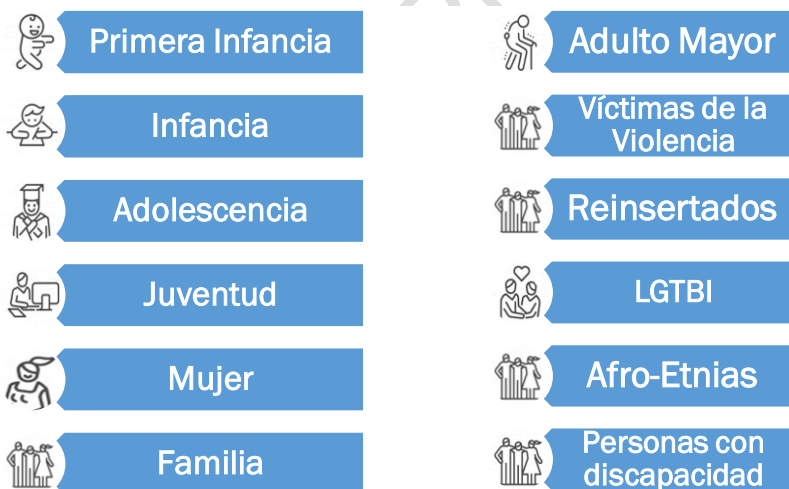 Primera Infancia
Infancia
Adolescencia
Juventud
Mujer
Familia
Adulto Mayor
Víctimas de la
Violencia
Reinsertados
LGTBI
Afro-Etnias
Personas con
discapacidad